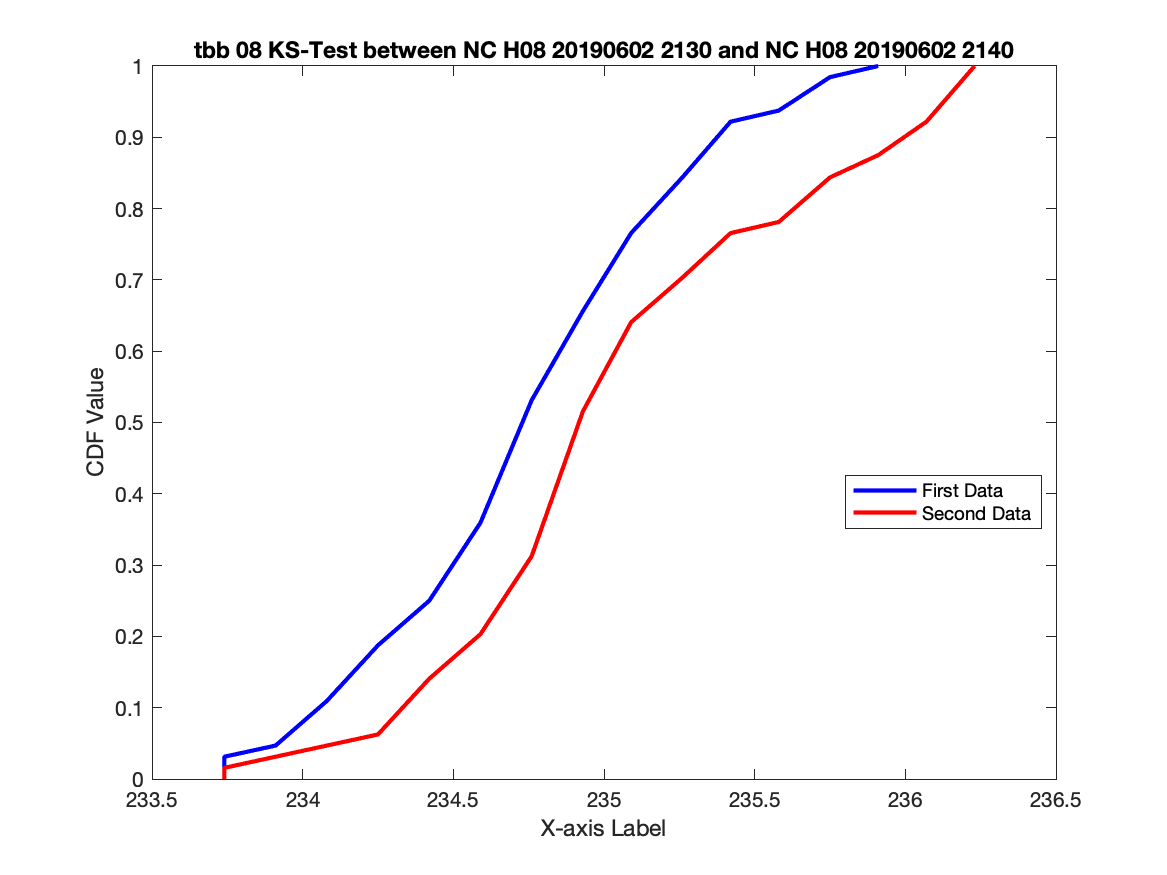 tbb 08 KS-Test between NC H08 20190602 2130 and NC H08 20190602 2140
1
0.9
0.8
0.7
0.6
0.5
0.4
0.3
0.2
0.1
0
CDF Value
First Data
Second Data
233.5 234 234.5 235 235.5 236 236.5
X-axis Label